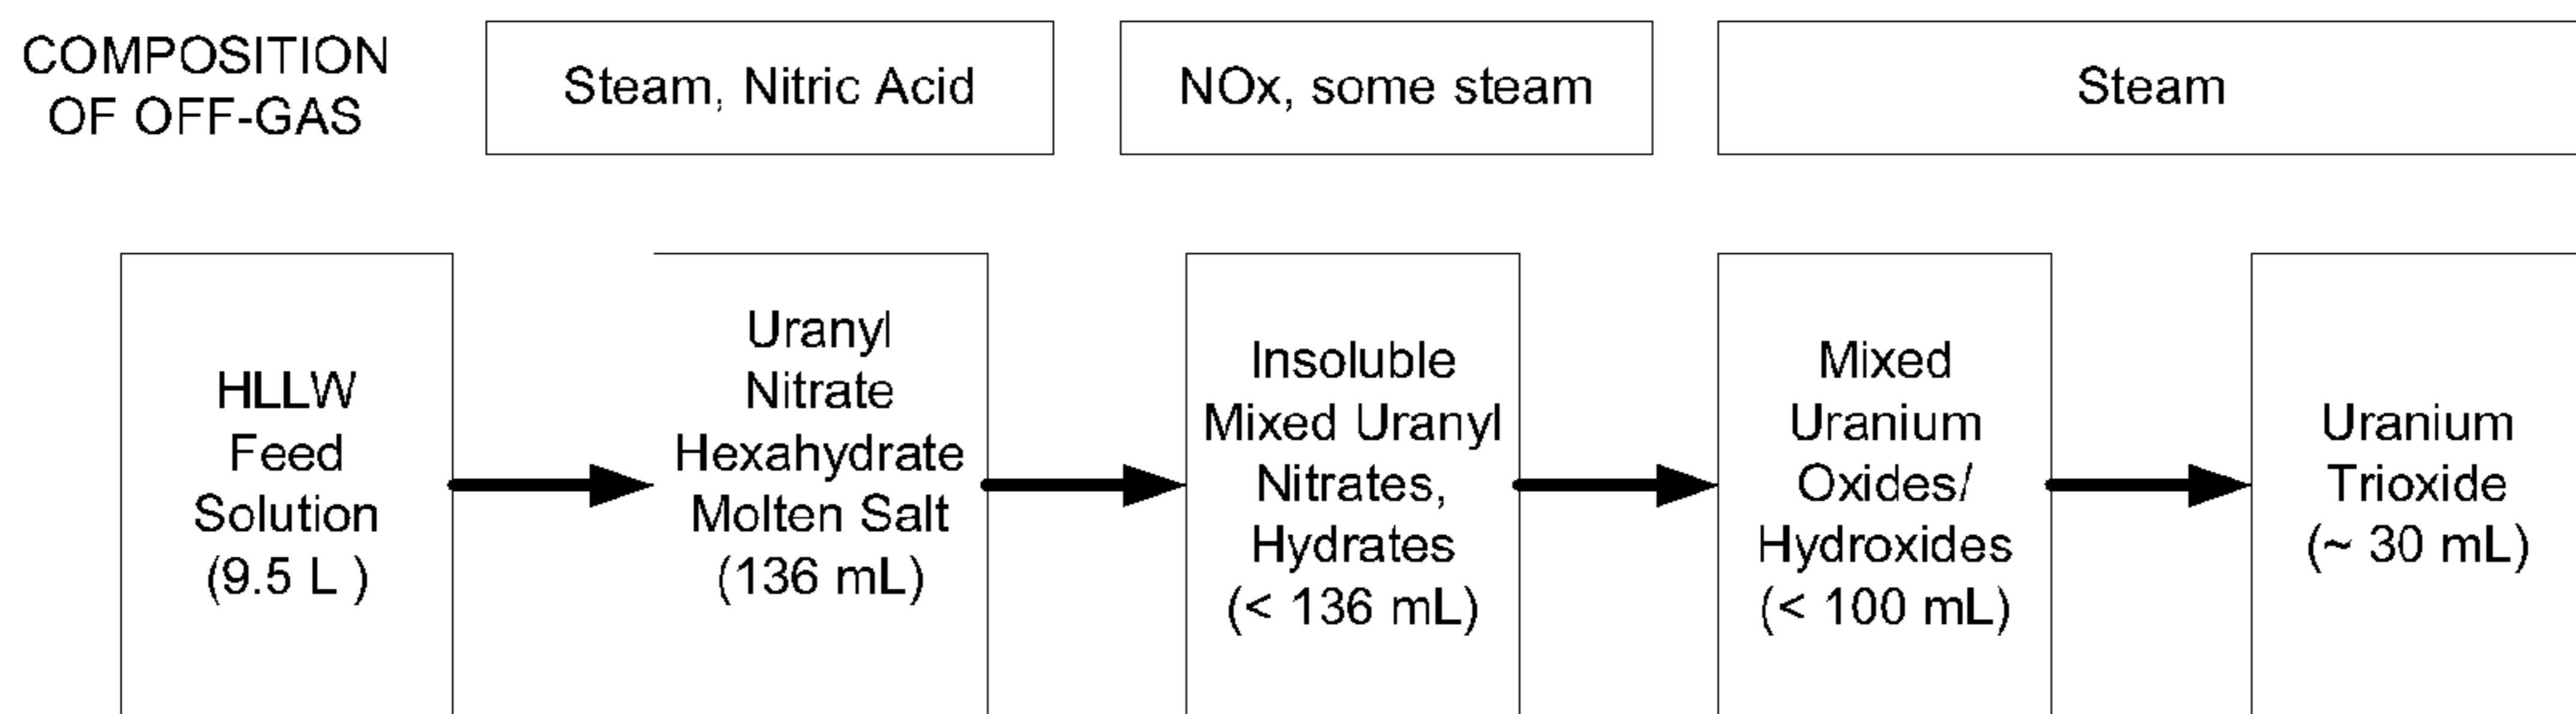 COMPOSITION
OF OFF-GAS
Steam, Nitric Acid
NOx, some steam
Steam
HLLW
Feed
Solution
(9.5 L )
Uranyl
Nitrate
Hexahydrate
Molten Salt
(136 mL)
Insoluble
Mixed Uranyl
Nitrates,
Hydrates
(< 136 mL)
Mixed
Uranium
Oxides/
Hydroxides
(< 100 mL)
Uranium
Trioxide
(~ 30 mL)